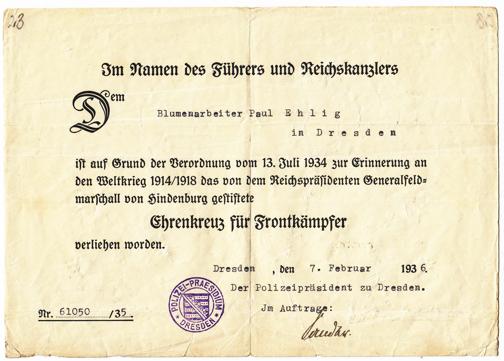 Im Namen des Führers und Reichskanzlers
Dem
Blumenarbeiter Paul Ehlig
in Dresden
ist auf Grund der Verordnung vom 13. Juli 1934 zur Erinnerung an
den Weltkrieg 1914/1918 das von dem Reichspräsidenten Generalfeld-
marschall von Hindenburg gestiftete
Ehrenkreuz für Frontkämpfer
verliehen worden.
Dresden, den 7. Februar 1936.
Der Polizeipräsident zu Dresden.
Jm Auftrage:
Nr. 61050 /35.
POLIZEI-PRAESIDIUM
DRESDEN